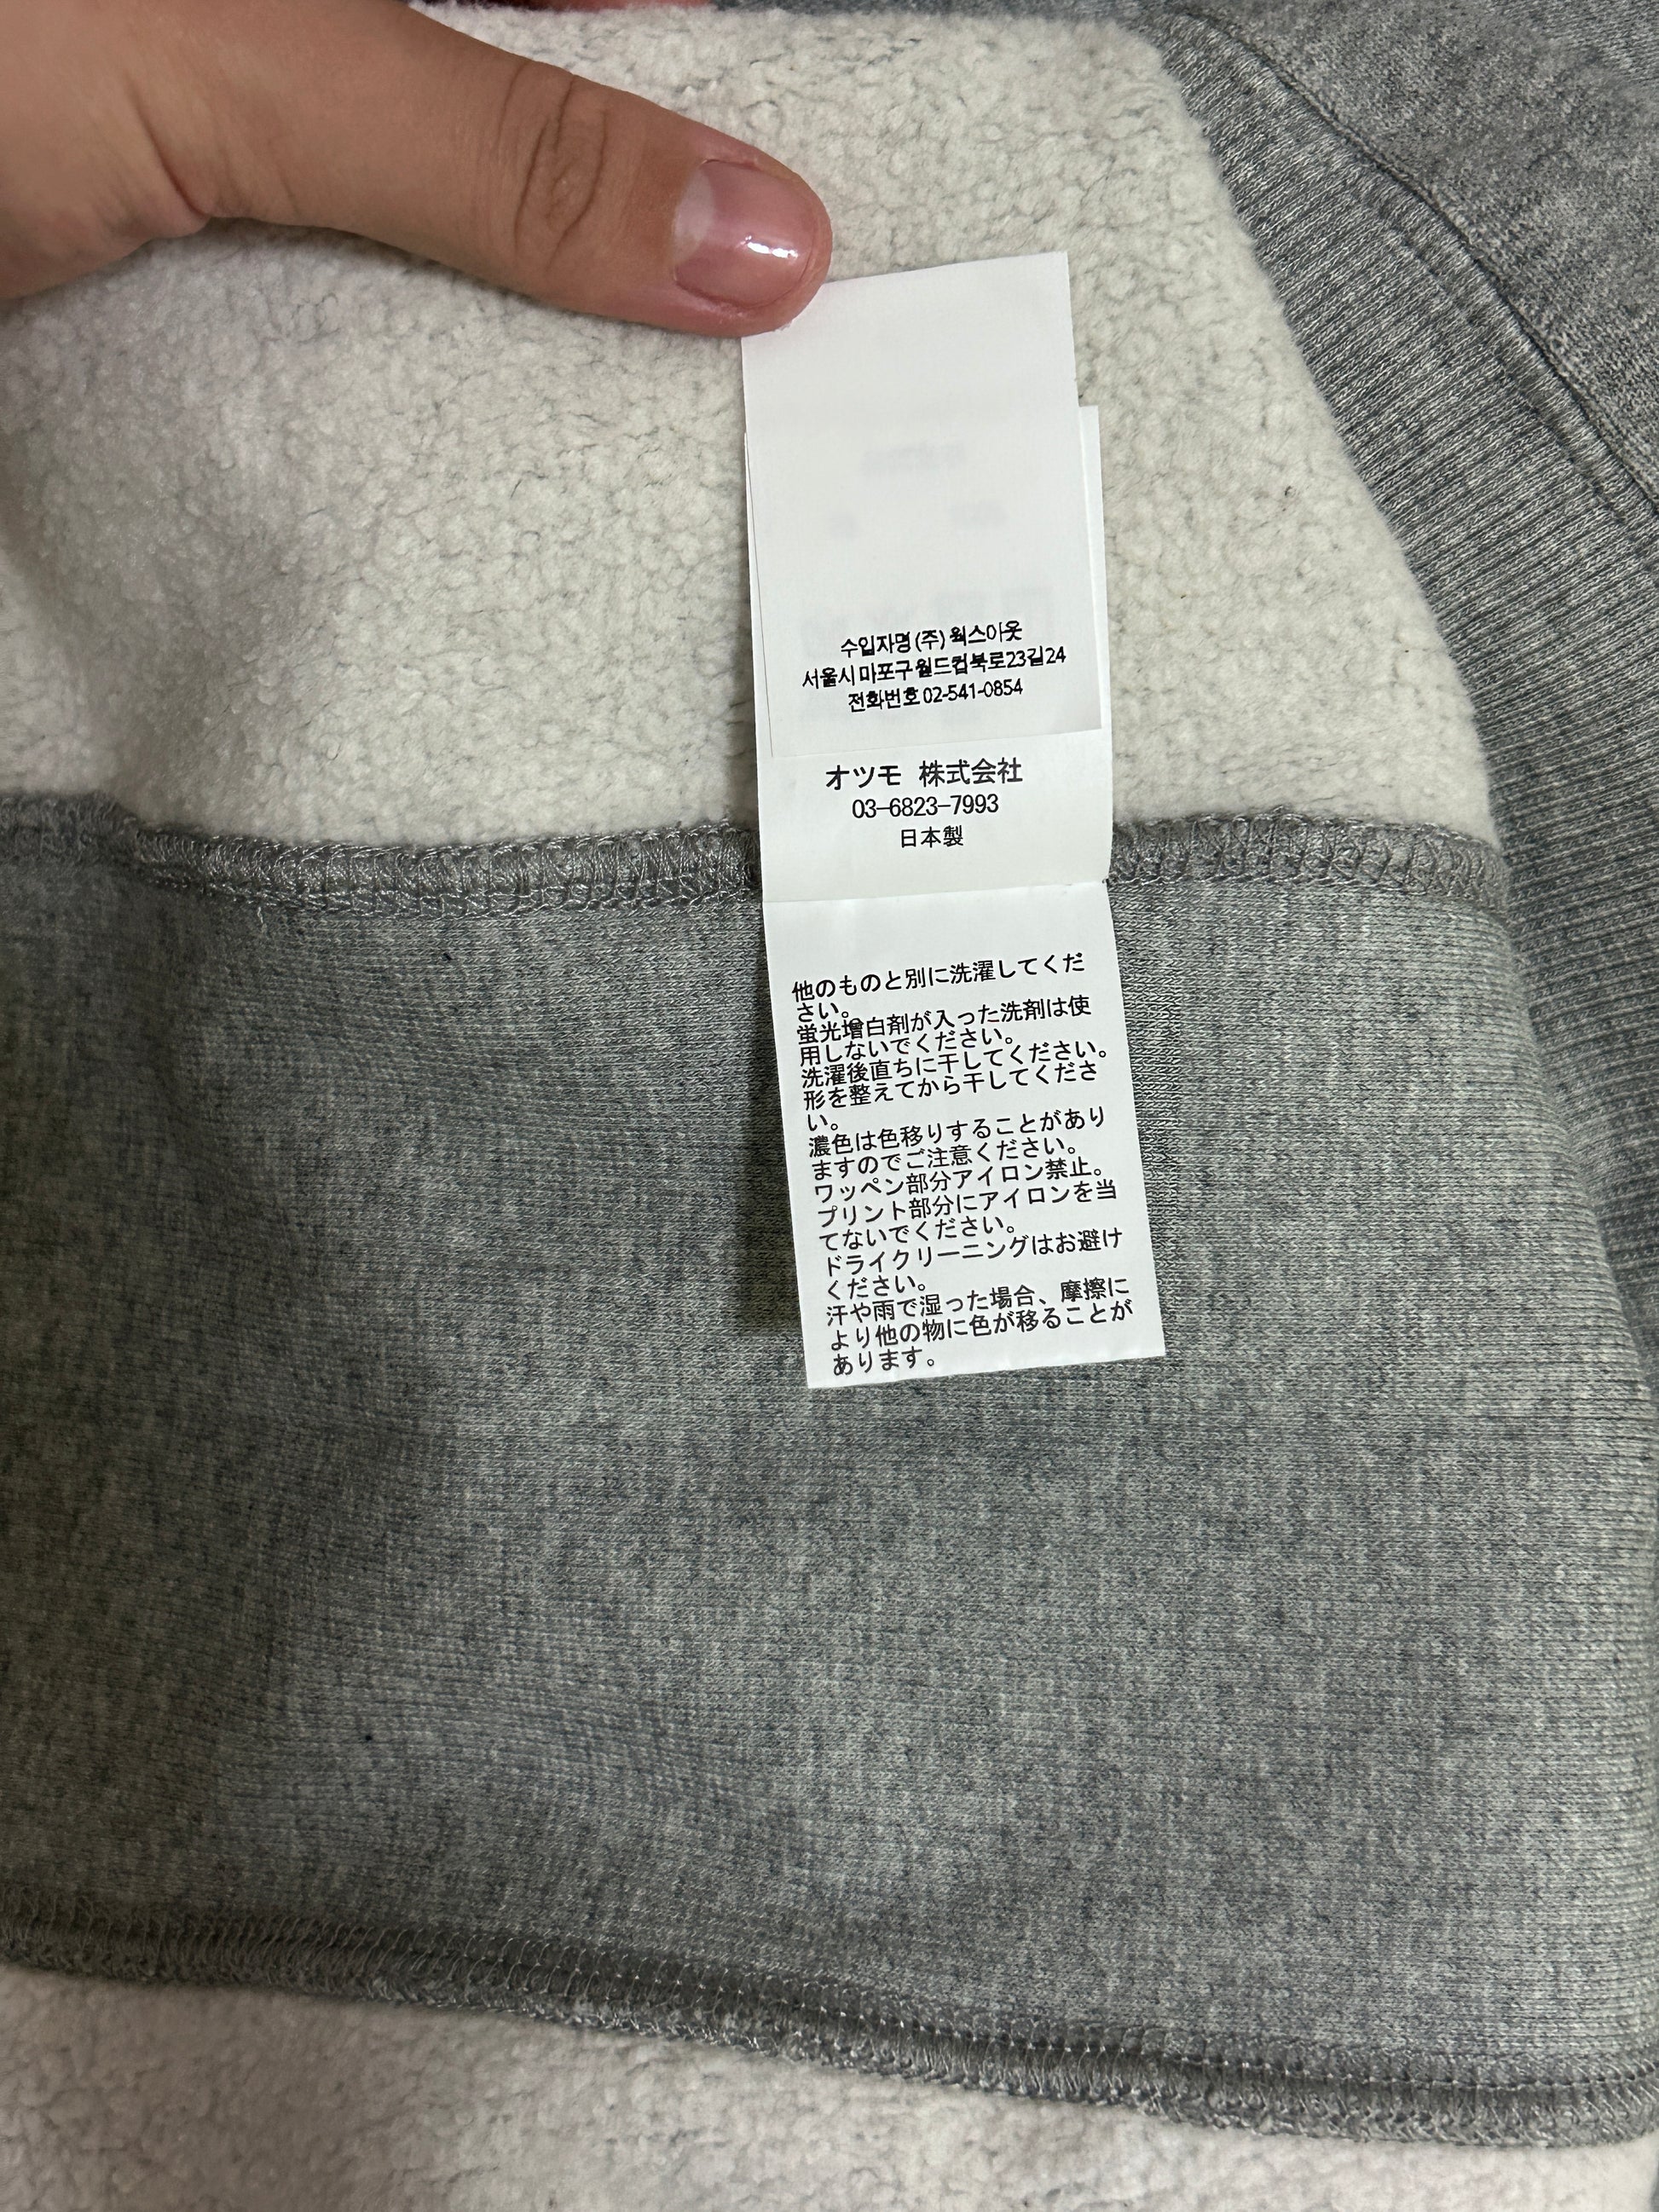 수입자명 (주) 웍스아웃
서울시 마포구 월드컵북로23길24
전화번호 02-541-0854
オツモ 株式会社
03-6823-7993
日本製
他のものと別に洗濯してくだ
さい。
蛍光増白剤が入った洗剤は使
用しないでください。
洗濯後直ちに干してください。
形を整えてから干してくださ
い。
濃色は色移りすることがあり
ますのでご注意ください。
ワッペン部分アイロン禁止。
プリント部分にアイロンを当
てないでください。
ドライクリーニングはお避け
ください。
汗や雨で湿った場合、摩擦に
より他の物に色が移ることが
あります。